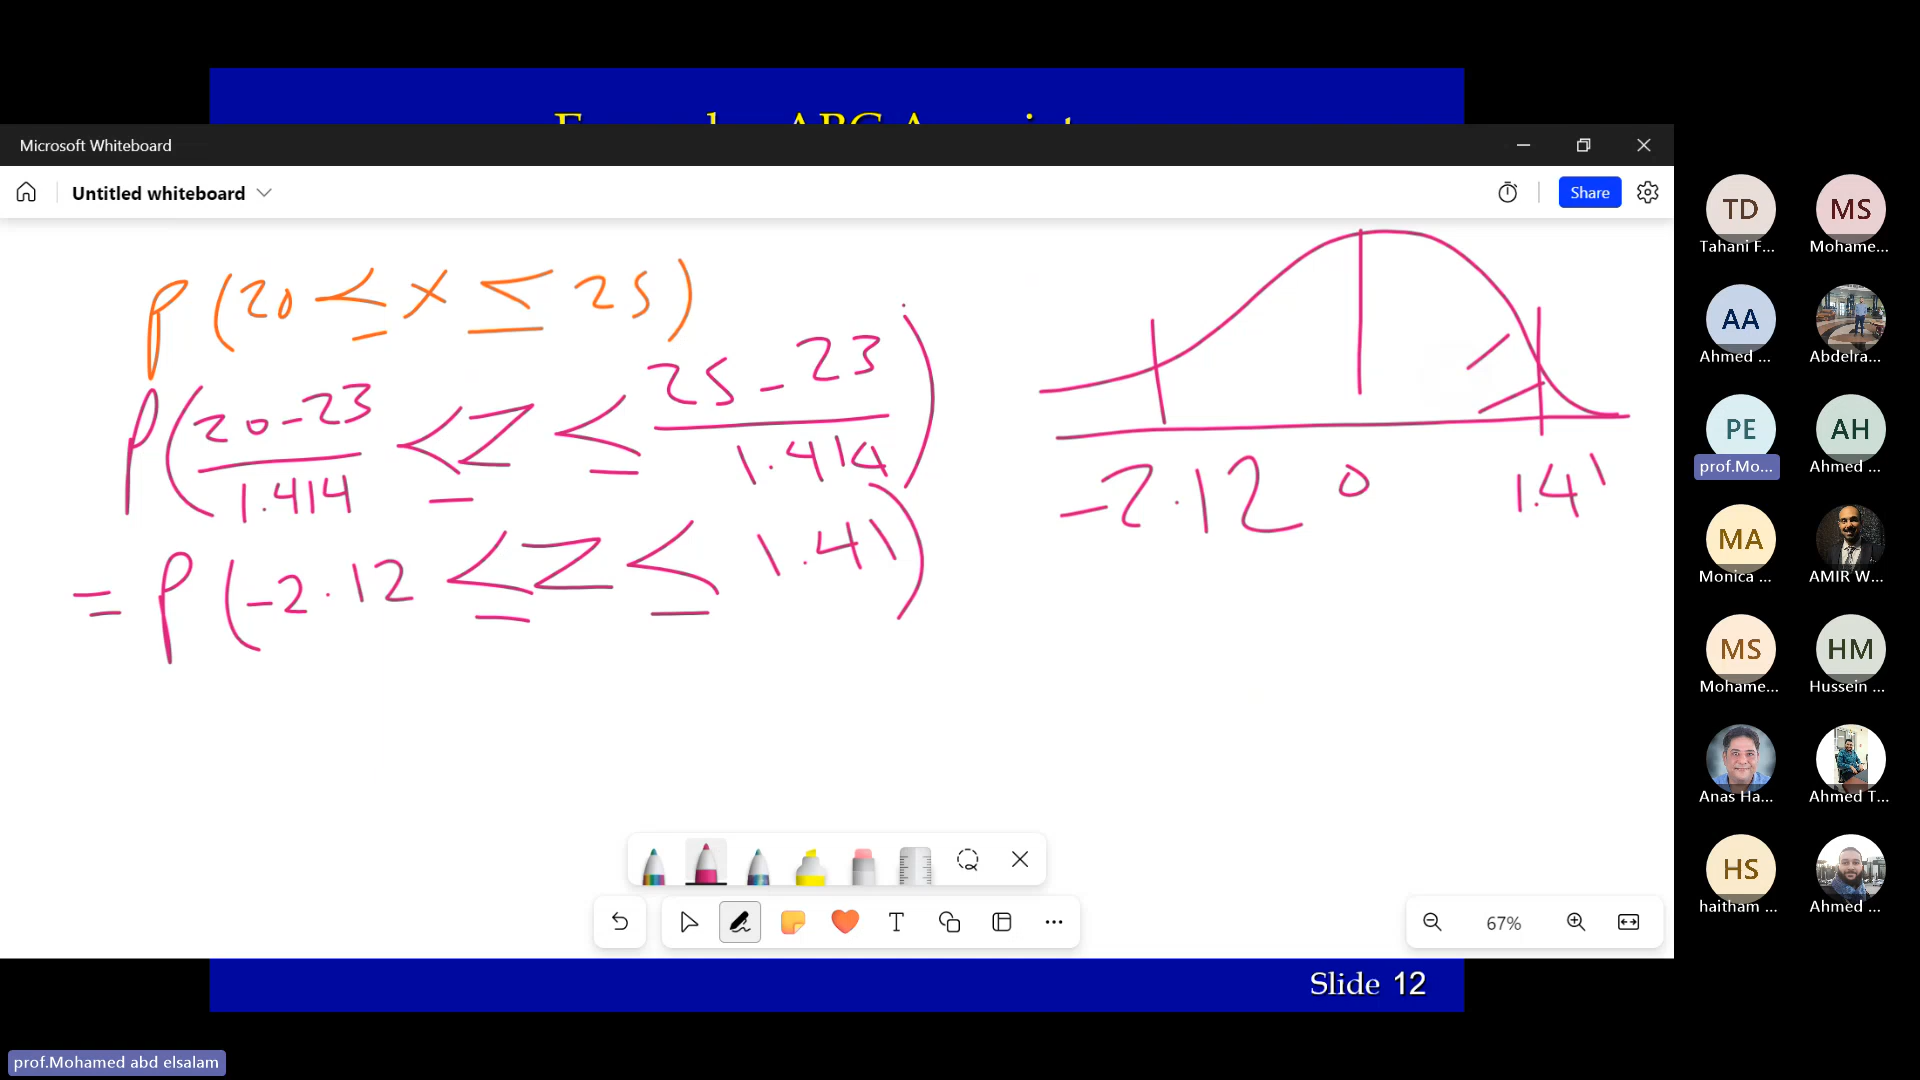 Microsoft Whiteboard
Untitled whiteboard
Share
P(20 ≤ x ≤ 25)
P(20-23/1.414 ≤ Z ≤ 25-23/1.414)
= P(-2.12 ≤ Z ≤ 1.41)
-2.12 0 1.41
67%
Slide 12
TD
Tahani F...
MS
Mohame...
AA
Ahmed ...
Abdelra...
PE
prof.Mo...
AH
Ahmed ...
MA
Monica ...
AMIR W...
MS
Mohame...
HM
Hussein ...
Anas Ha...
Ahmed T...
HS
haitham ...
Ahmed ...
prof.Mohamed abd elsalam